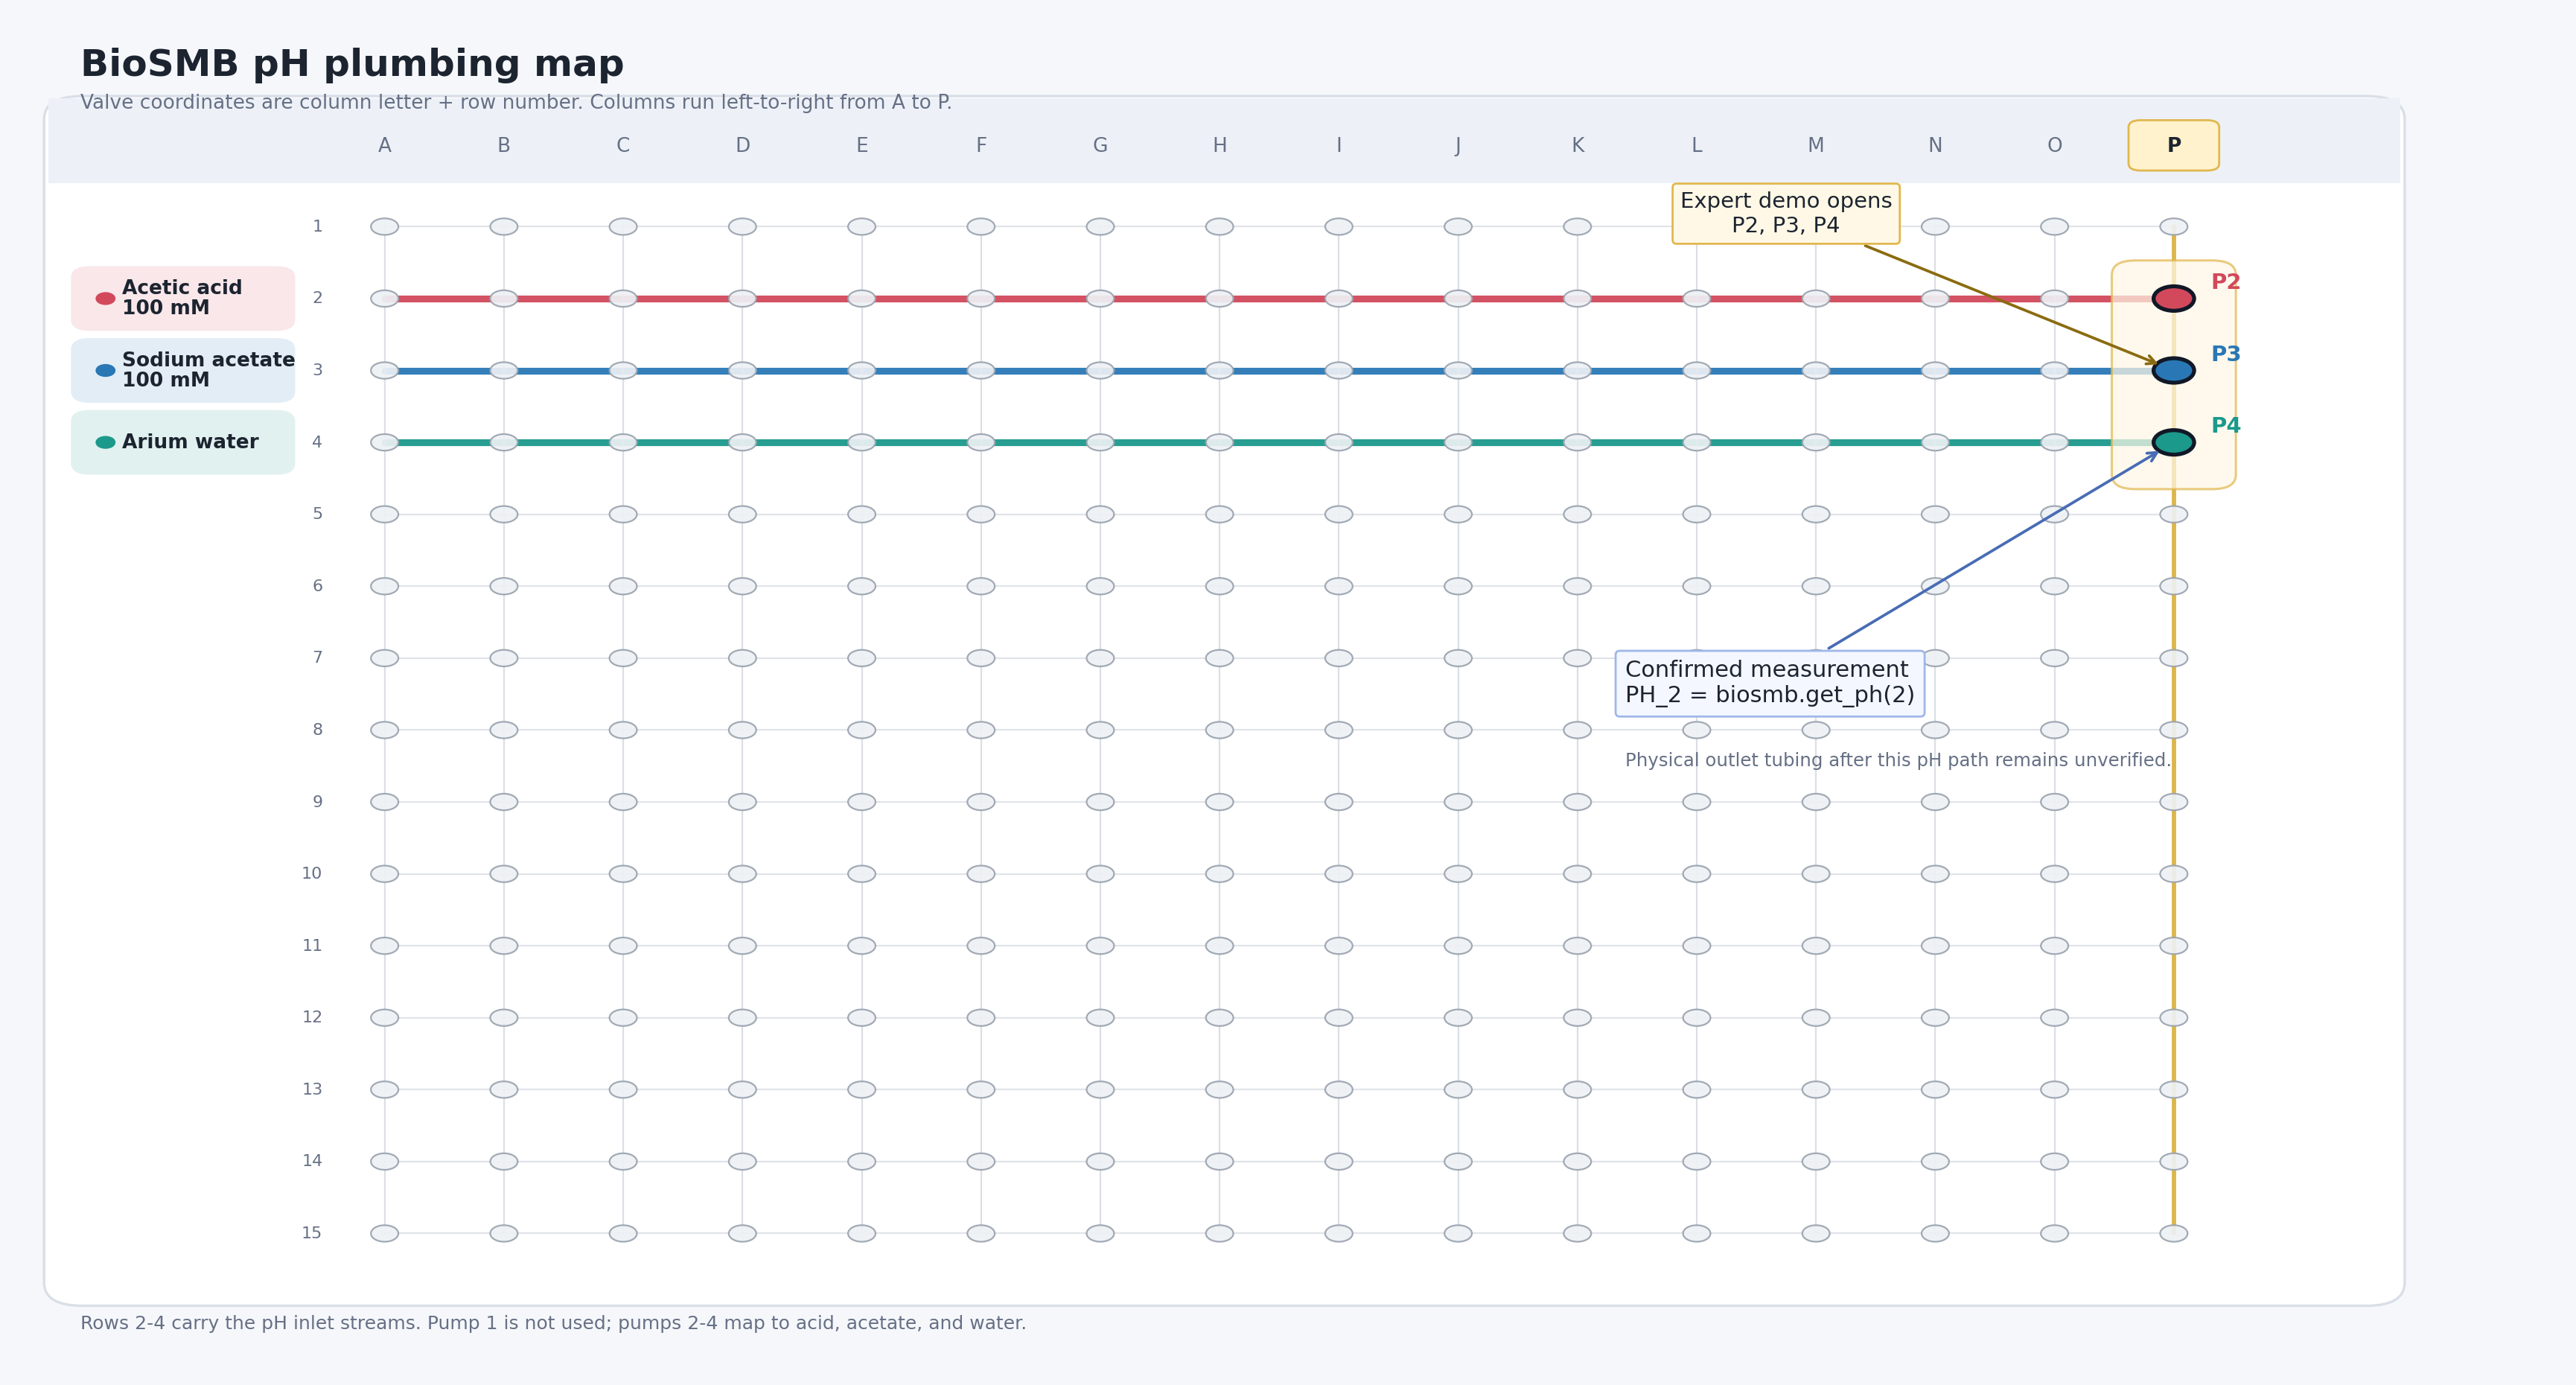 BioSMB pH plumbing map
Valve coordinates are column letter + row number. Columns run left-to-right from A to P.
A B C D E F G H I J K L M N O P
Expert demo opens
P2, P3, P4
1
Acetic acid
100 mM
2
P2
Sodium acetate
100 mM
3
P3
Arium water
4
P4
5
6
7
Confirmed measurement
PH_2 = biosmb.get_ph(2)
8
Physical outlet tubing after this pH path remains unverified.
9
10
11
12
13
14
15
Rows 2-4 carry the pH inlet streams. Pump 1 is not used; pumps 2-4 map to acid, acetate, and water.